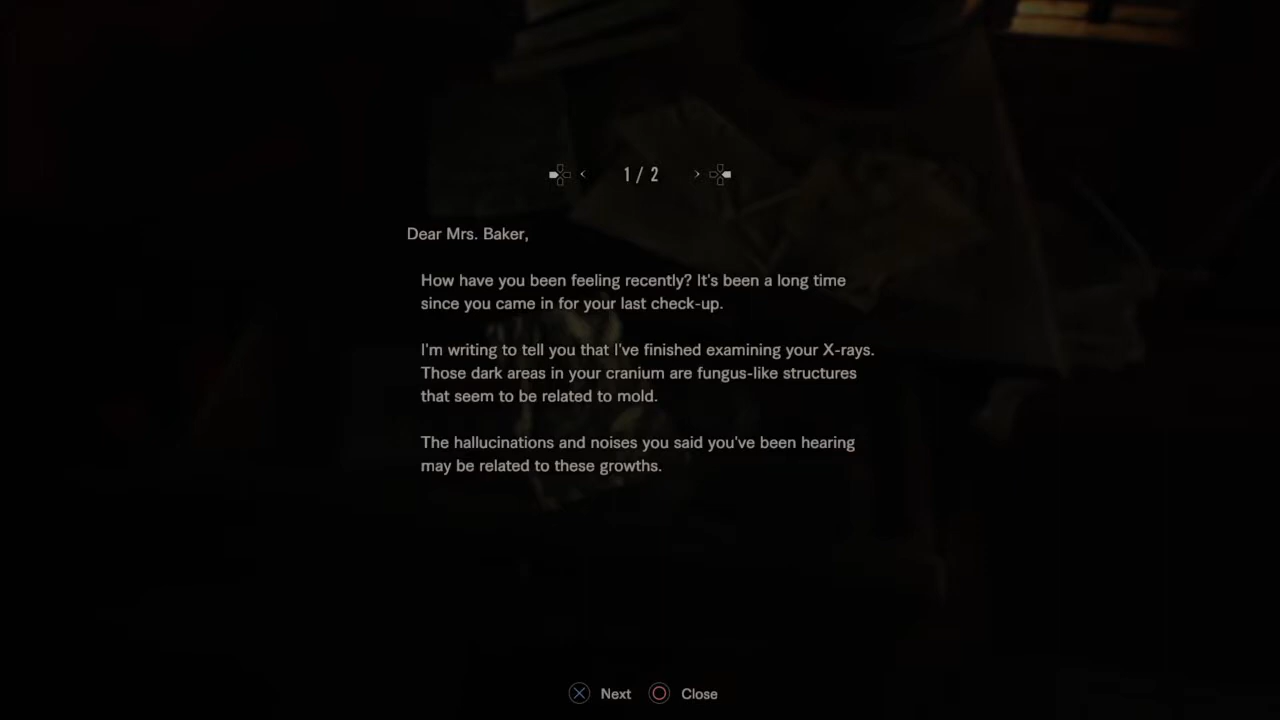 1 / 2
Dear Mrs. Baker,
How have you been feeling recently? It's been a long time
since you came in for your last check-up.
I'm writing to tell you that I've finished examining your X-rays.
Those dark areas in your cranium are fungus-like structures
that seem to be related to mold.
The hallucinations and noises you said you've been hearing
may be related to these growths.
Next Close